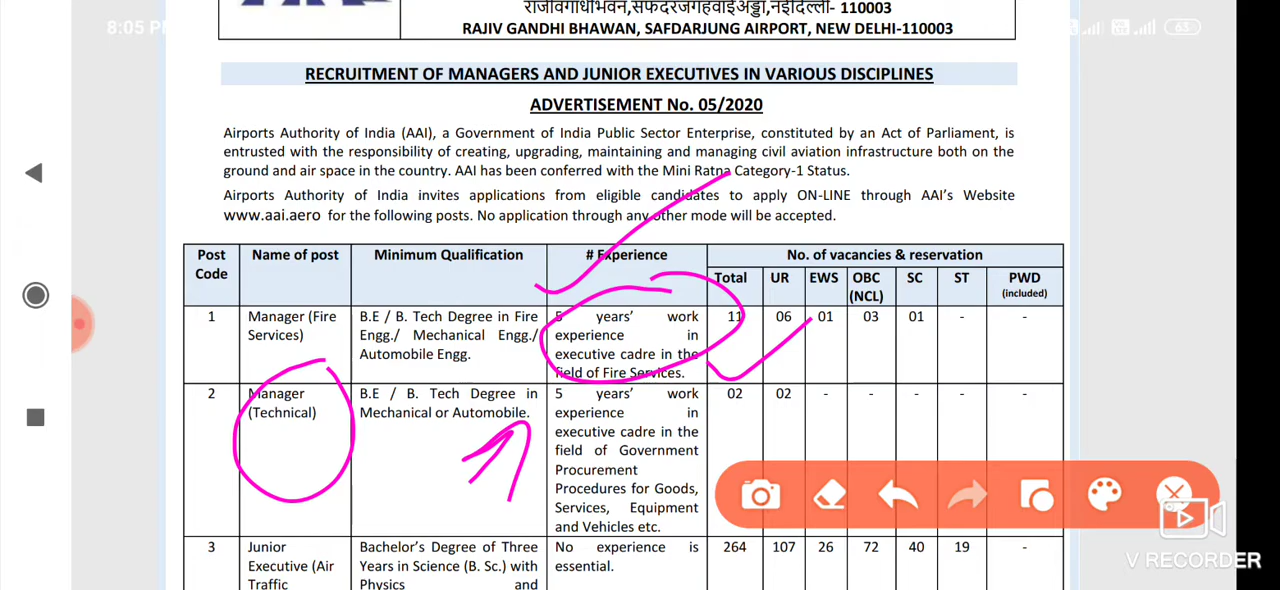 राजीवगांधीभवन,सफदरजंगहवाईअड्डा,नईदिल्ली- 110003
8:05
63
RAJIV GANDHI BHAWAN, SAFDARJUNG AIRPORT, NEW DELHI-110003
RECRUITMENT OF MANAGERS AND JUNIOR EXECUTIVES IN VARIOUS DISCIPLINES
ADVERTISEMENT No. 05/2020
Airports Authority of India (AAI), a Government of India Public Sector Enterprise, constituted by an Act of Parliament, is
entrusted with the responsibility of creating, upgrading, maintaining and managing civil aviation infrastructure both on the
ground and air space in the country. AAI has been conferred with the Mini Ratna Category-1 Status.
Airports Authority of India invites applications from eligible candidates to apply ON-LINE through AAI's Website
www.aai.aero for the following posts. No application through any other mode will be accepted.
Post Code Name of post Minimum Qualification # Experience No. of vacancies & reservation
Total UR EWS OBC (NCL) SC ST PWD (included)
1 Manager (Fire B.E / B. Tech Degree in Fire 5 years' work 11 06 01 03 01 - -
Services) Engg./ Mechanical Engg./ experience in
Automobile Engg. executive cadre in the
field of Fire Services.
2 Manager B.E / B. Tech Degree in 5 years' work 02 02 - - - - -
(Technical) Mechanical or Automobile. experience in
executive cadre in the
field of Government
Procurement
Procedures for Goods,
Services, Equipment
and Vehicles etc.
3 Junior Bachelor's Degree of Three No experience is 264 107 26 72 40 19 -
Executive (Air Years in Science (B. Sc.) with essential.
Traffic Physics and
V RECORDER